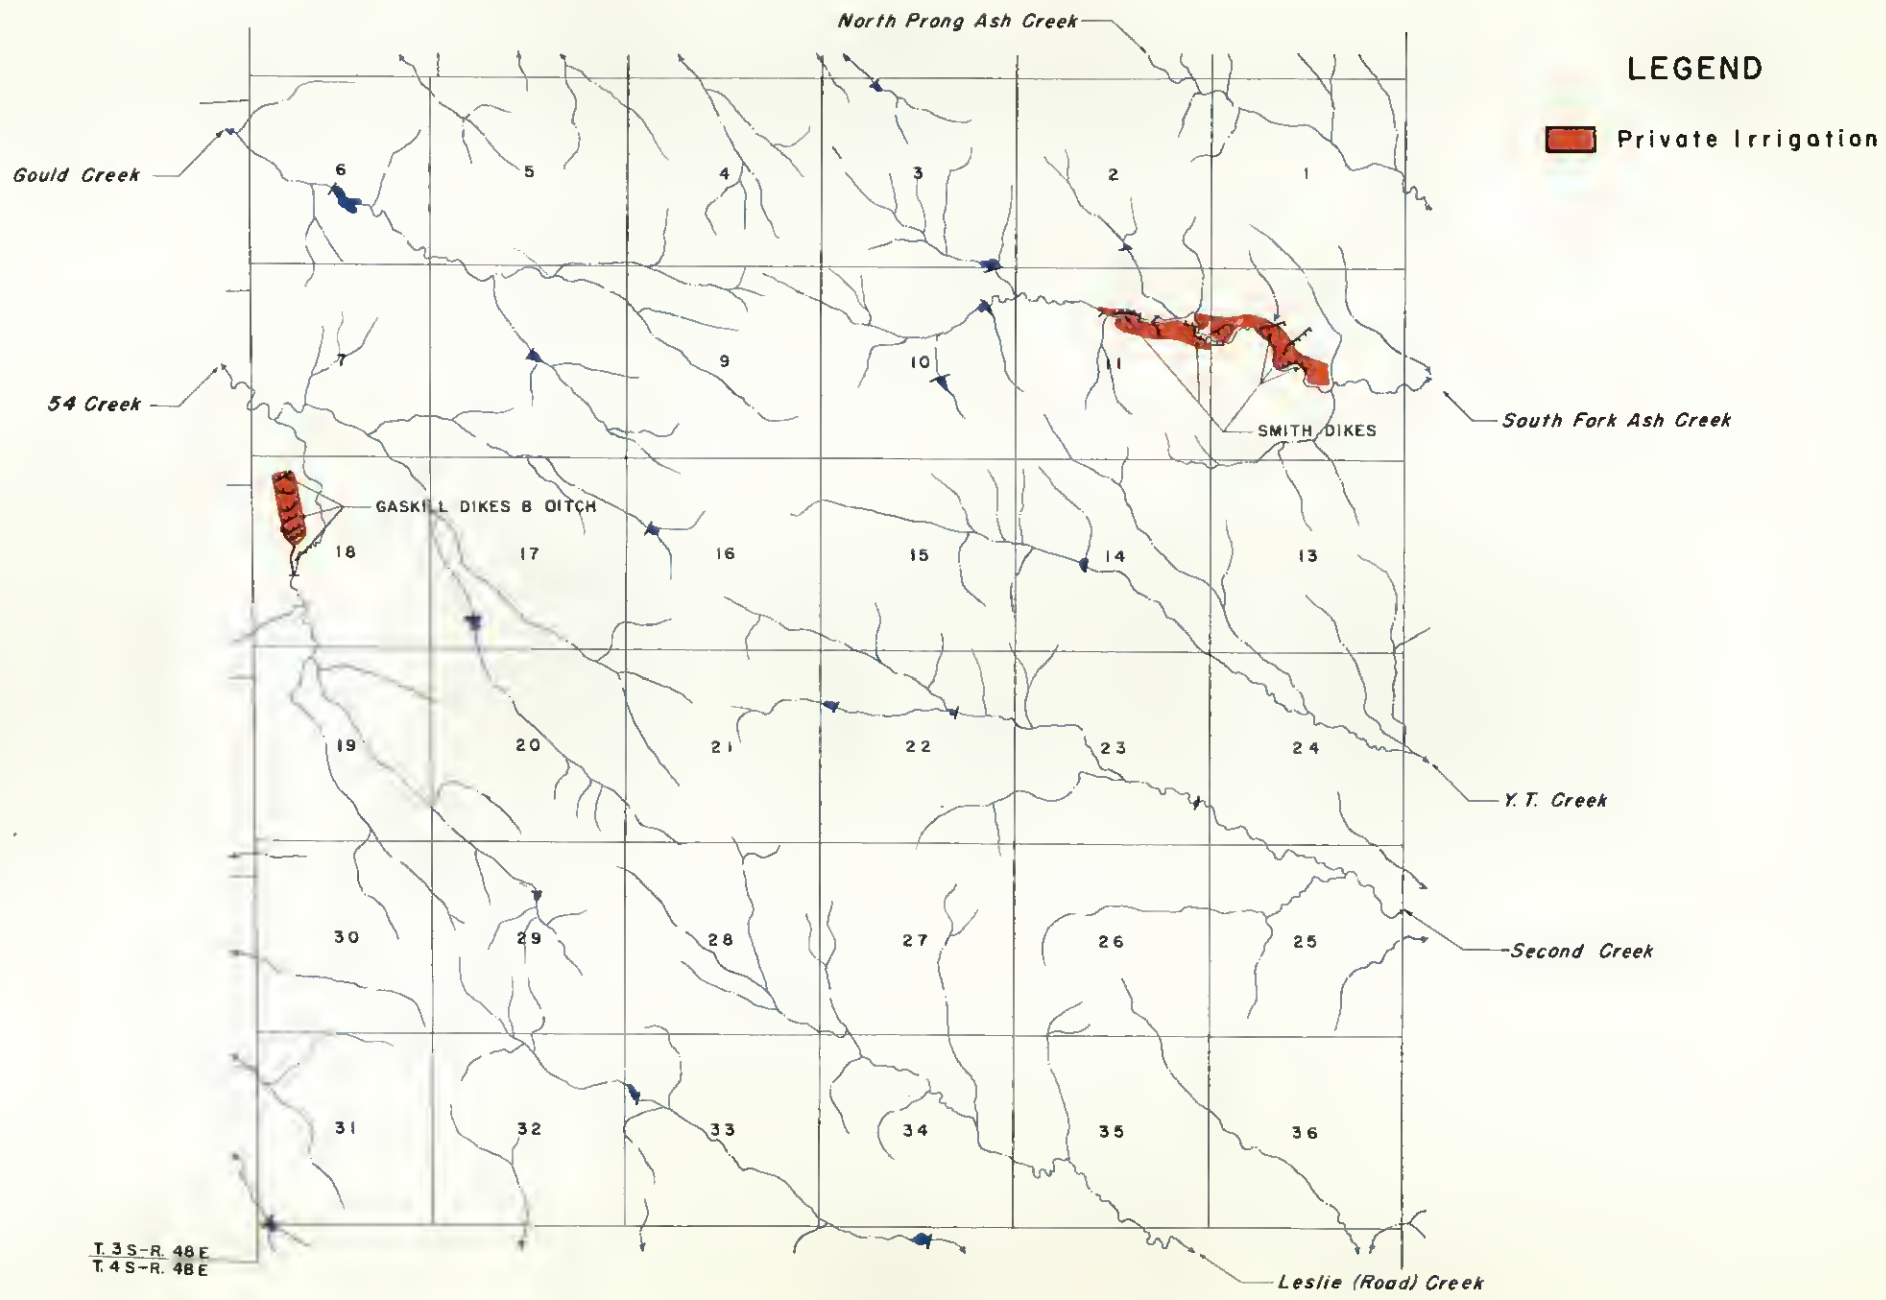 North Prong Ash Creek
LEGEND
Private Irrigation
Gould Creek
6 5 4 3 2 1
7 9 10 11
54 Creek
South Fork Ash Creek
SMITH DIKES
GASKILL DIKES 8 DITCH
18 17 16 15 14 13
19 20 21 22 23 24
Y. T. Creek
30 29 28 27 26 25
Second Creek
31 32 33 34 35 36
T. 3 S-R. 48 E
T. 4 S-R. 48 E
Leslie (Road) Creek